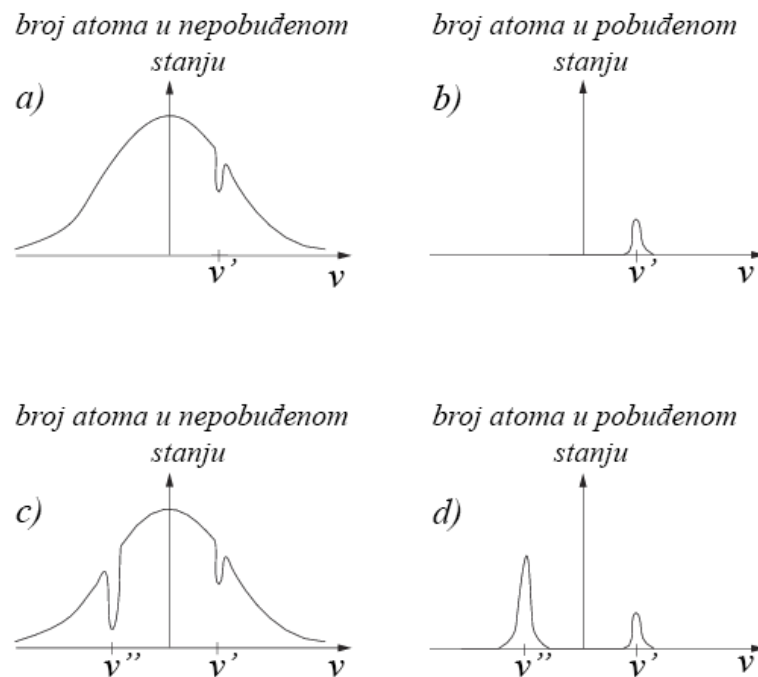 broj atoma u nepobuđenom
stanju
a)
v’
v
broj atoma u pobuđenom
stanju
b)
v’
v
broj atoma u nepobuđenom
stanju
c)
v’’
v’
v
broj atoma u pobuđenom
stanju
d)
v’’
v’
v